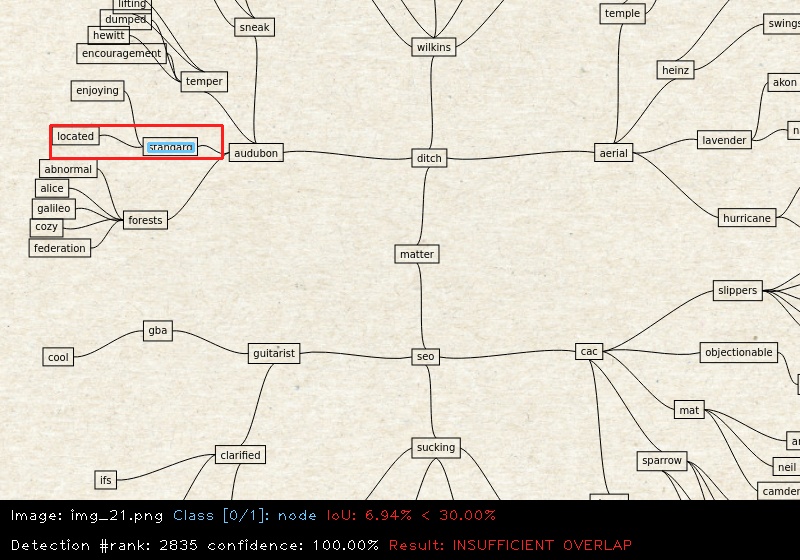 lifting
dumped
hewitt
encouragement
sneak
temper
enjoying
located
audubon
abnormal
alice
galileo
cozy
federation
forests
wilkins
temple
swings
heinz
akon
lavender
ditch
aerial
hurricane
matter
slippers
gba
cool
guitarist
seo
cac
objectionable
mat
clarified
ifs
sucking
sparrow
neil
Image: img_21.png Class [0/1]: node IoU: 6.94% < 30.00%
Detection #rank: 2835 confidence: 100.00% Result: INSUFFICIENT OVERLAP